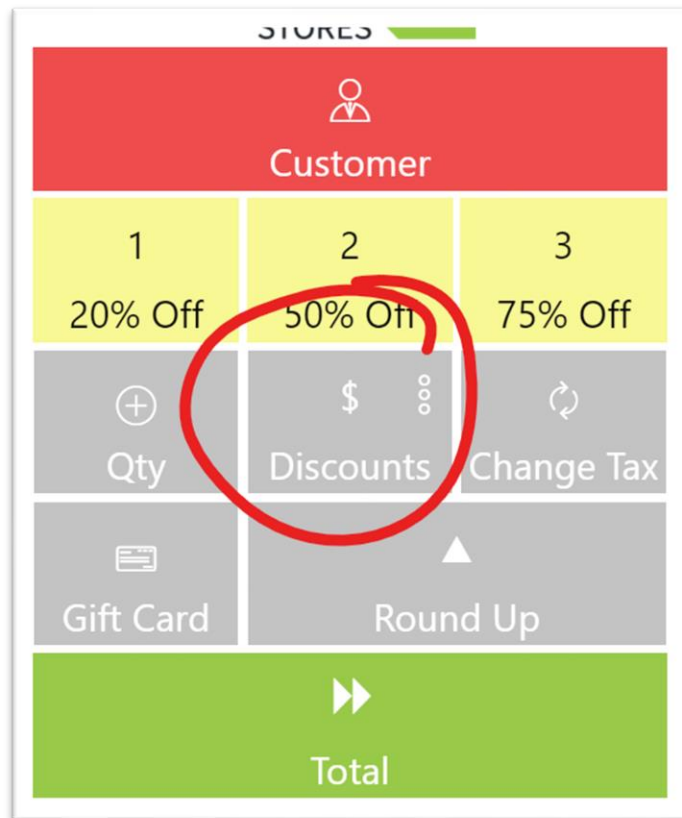 STORES
Customer
1 2 3
20% Off 50% Off 75% Off
$
Qty Discounts Change Tax
Gift Card Round Up
Total